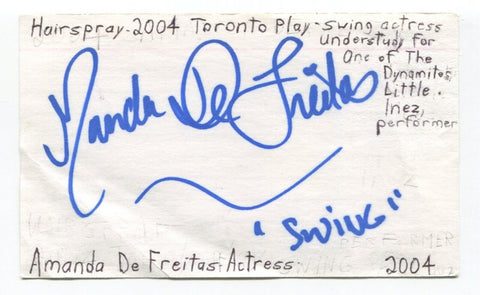 Hairspray-2004 Toronto Play-swing actress
understudy for
One of The
Dynamites,
Little.
Inez,
performer
Manda De Freitas
"SWING"
Amanda De Freitas Actress 2004